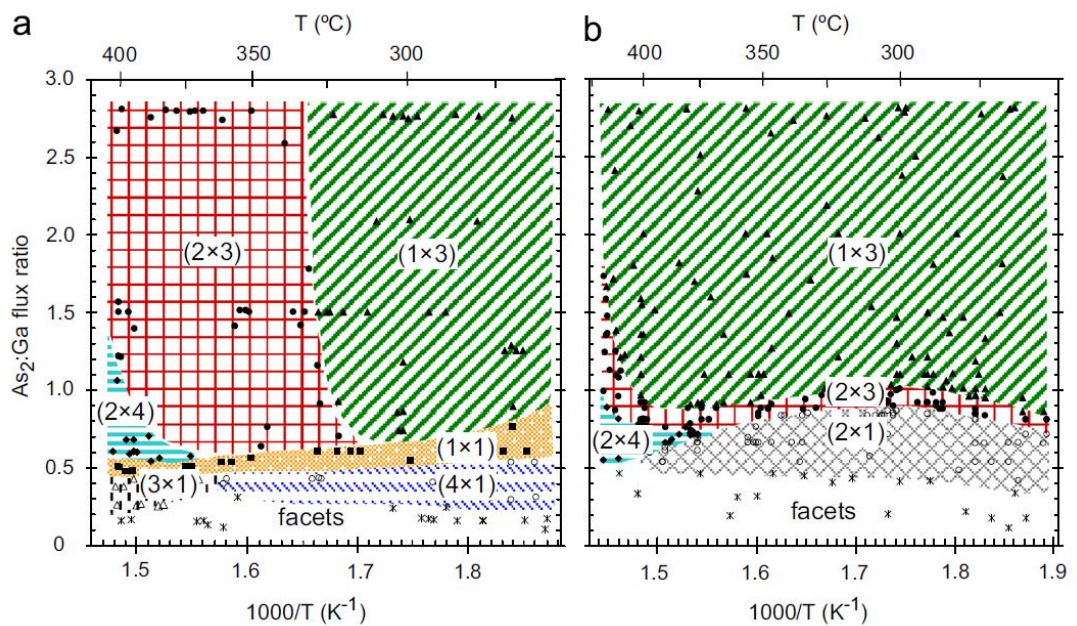 a
T (ºC)
400 350 300
3.0
2.5
2.0
1.5
1.0
0.5
0
As2:Ga flux ratio
(2×3)
(1×3)
(2×4)
(1×1)
(3×1)
(4×1)
facets
1.5 1.6 1.7 1.8
1000/T (K-1)
b
T (ºC)
400 350 300
(1×3)
(2×3)
(2×4)
(2×1)
facets
1.5 1.6 1.7 1.8 1.9
1000/T (K-1)